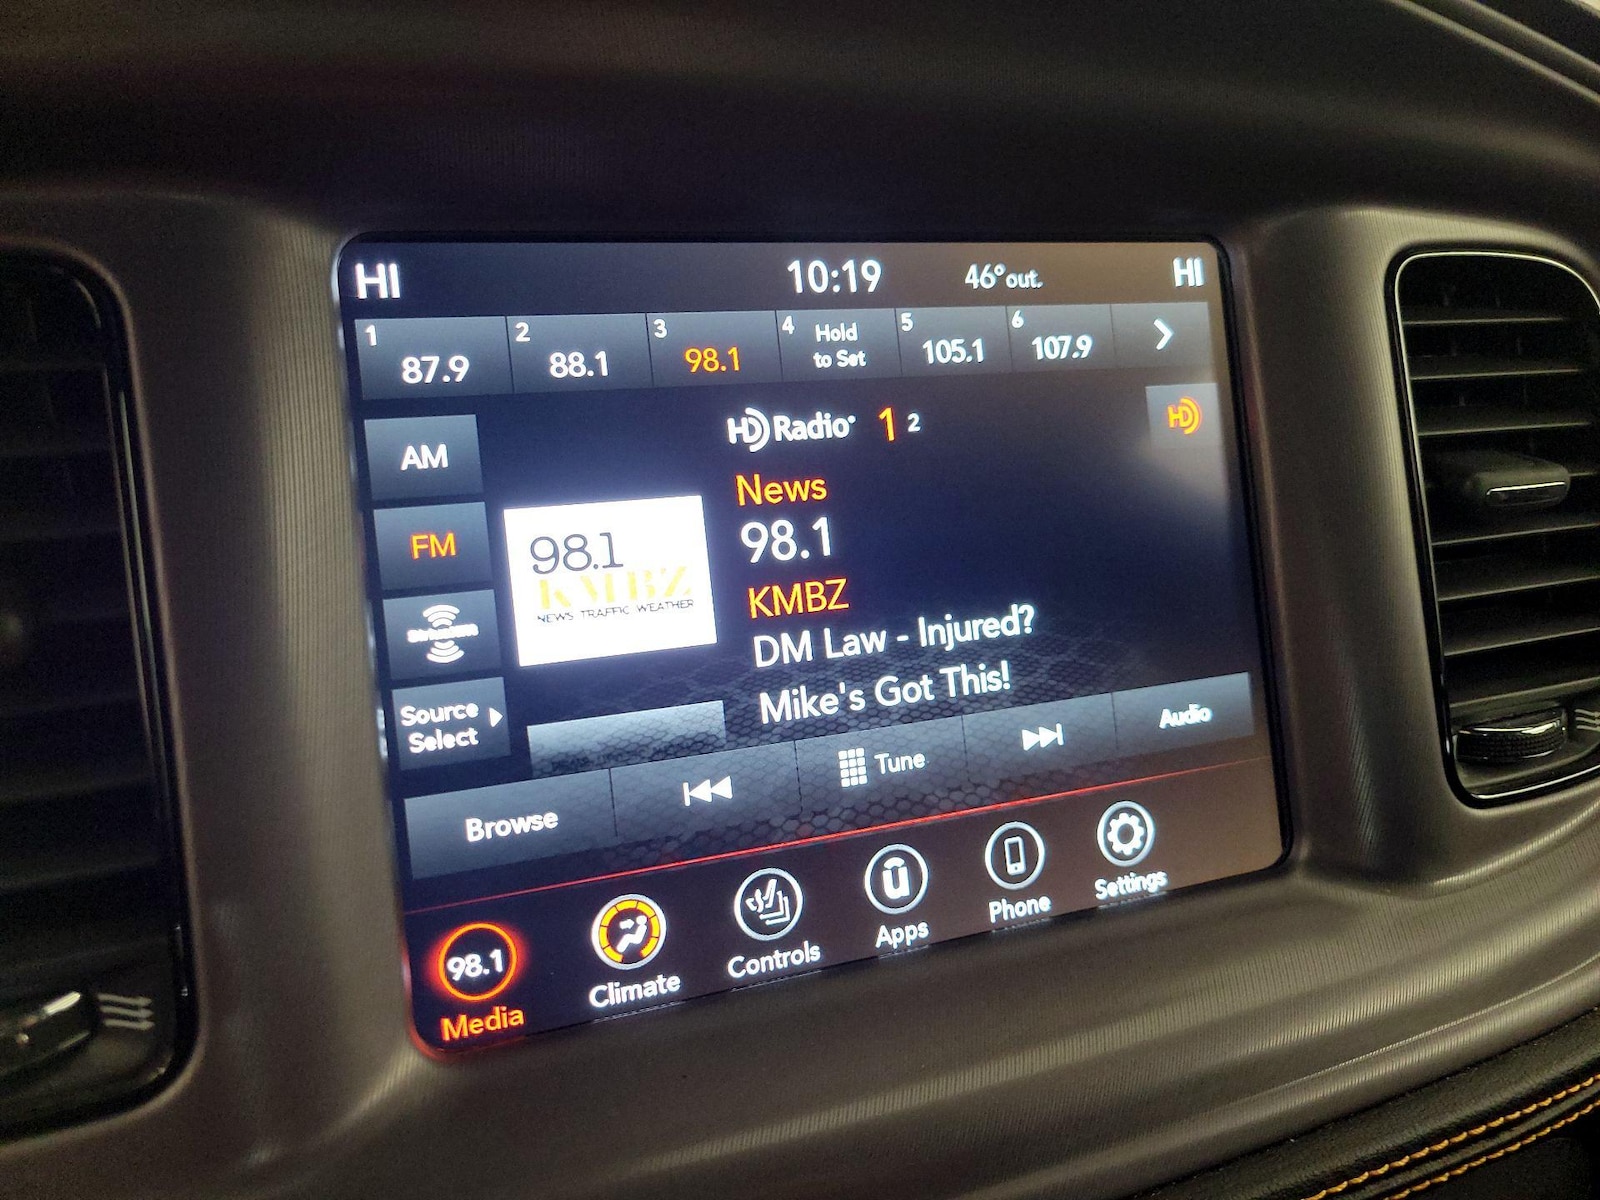 HI 10:19 46° out. HI
1 87.9 2 88.1 3 98.1 4 Hold to Set 5 105.1 6 107.9
HD Radio 1 2 HD
AM
FM
SiriusXM
Source
Select
98.1
KMBZ
NEWS TRAFFIC WEATHER
News
98.1
KMBZ
DM Law - Injured?
Mike's Got This!
Browse Tune Audio
98.1
Media Climate Controls Apps Phone Settings